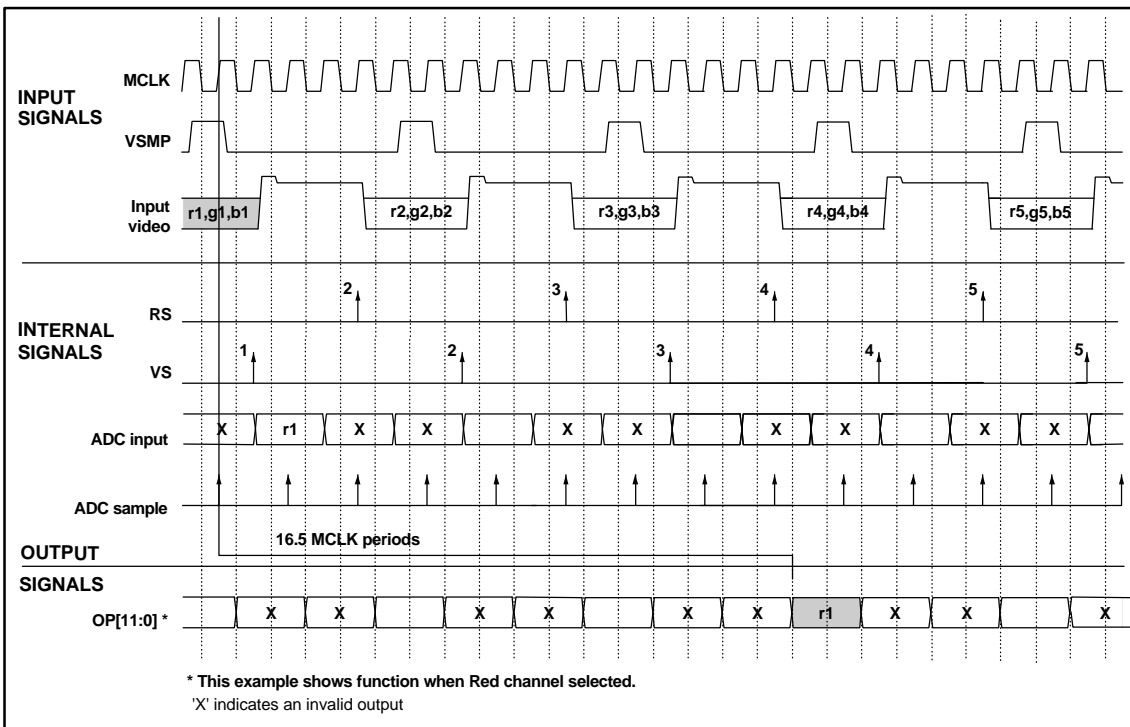 MCLK
INPUT
SIGNALS
VSMP
Input
video
r1,g1,b1 r2,g2,b2 r3,g3,b3 r4,g4,b4 r5,g5,b5
2 3 4 5
RS
INTERNAL
SIGNALS
1 2 3 4 5
VS
ADC input
X r1 X X X X X X X X
ADC sample
16.5 MCLK periods
OUTPUT
SIGNALS
OP[11:0] *
X X X X X X r1 X X X
* This example shows function when Red channel selected.
'X' indicates an invalid output